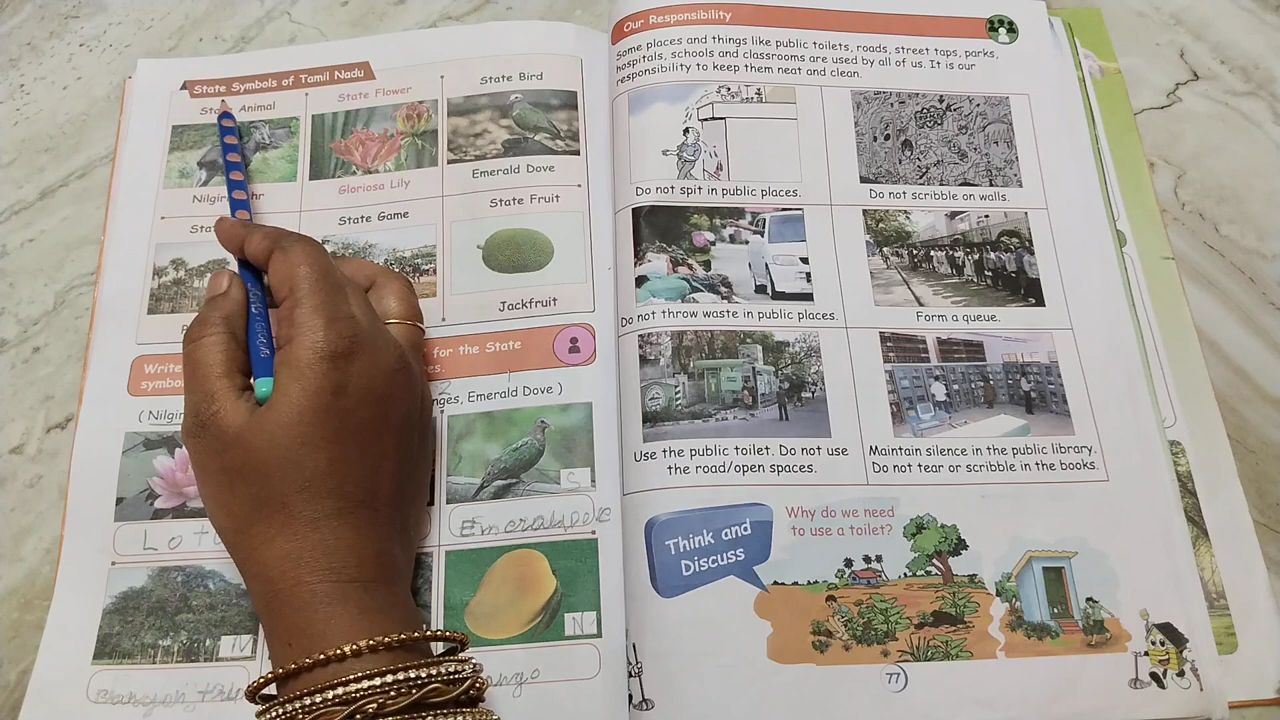 State Symbols of Tamil Nadu
State Animal
State Flower
State Bird
Gloriosa Lily
Emerald Dove
State Game
State Fruit
Jackfruit
Write
for the State
symbol
( Nilgir
nges, Emerald Dove )
S
Lot
N
N
ango
Our Responsibility
Some places and things like public toilets, roads, street taps, parks,
hospitals, schools and classrooms are used by all of us. It is our
responsibility to keep them neat and clean.
Do not spit in public places.
Do not scribble on walls.
Do not throw waste in public places.
Form a queue.
Use the public toilet. Do not use
the road/open spaces.
Maintain silence in the public library.
Do not tear or scribble in the books.
Think and
Discuss
Why do we need
to use a toilet?
77